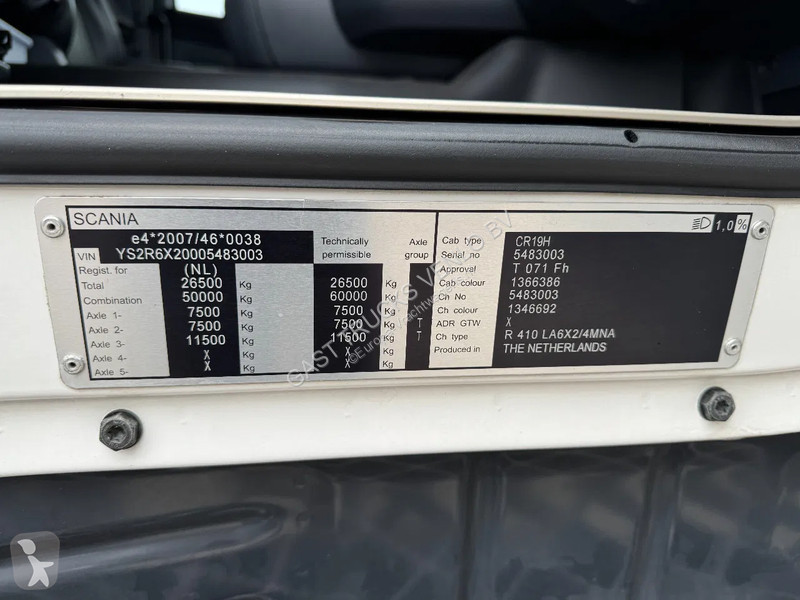 SCANIA
1,0%
e4*2007/46*0038
VIN YS2R6X20005483003
Technically permissible
Axle group
Regist. for (NL)
Total 26500 Kg 26500 Kg
Combination 50000 Kg 60000 Kg
Axle 1- 7500 Kg 7500 Kg
Axle 2- 7500 Kg 7500 Kg T
Axle 3- 11500 Kg 11500 Kg T
Axle 4- X Kg X Kg
Axle 5- X Kg X Kg
Cab type CR19H
Serial no 5483003
Approval T 071 Fh
Cab colour 1366386
Ch No 5483003
Ch colour 1346692
ADR GTW X
Ch type R 410 LA6X2/4MNA
Produced in THE NETHERLANDS